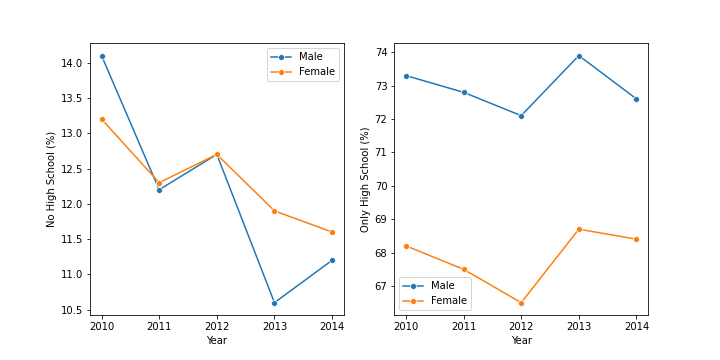 14.0
13.5
13.0
12.5
12.0
11.5
11.0
10.5
No High School (%)
2010 2011 2012 2013 2014
Year
Male
Female
74
73
72
71
70
69
68
67
Only High School (%)
2010 2011 2012 2013 2014
Year
Male
Female